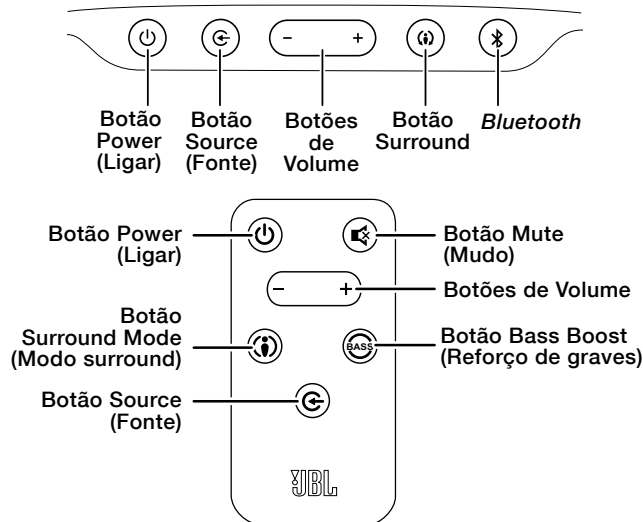 Botão
Power
(Ligar)
Botão
Source
(Fonte)
Botões
de
Volume
Botão
Surround
Bluetooth
Botão Power
(Ligar)
Botão Mute
(Mudo)
Botões de Volume
Botão
Surround Mode
(Modo surround)
BASS
Botão Bass Boost
(Reforço de graves)
Botão Source
(Fonte)
JBL